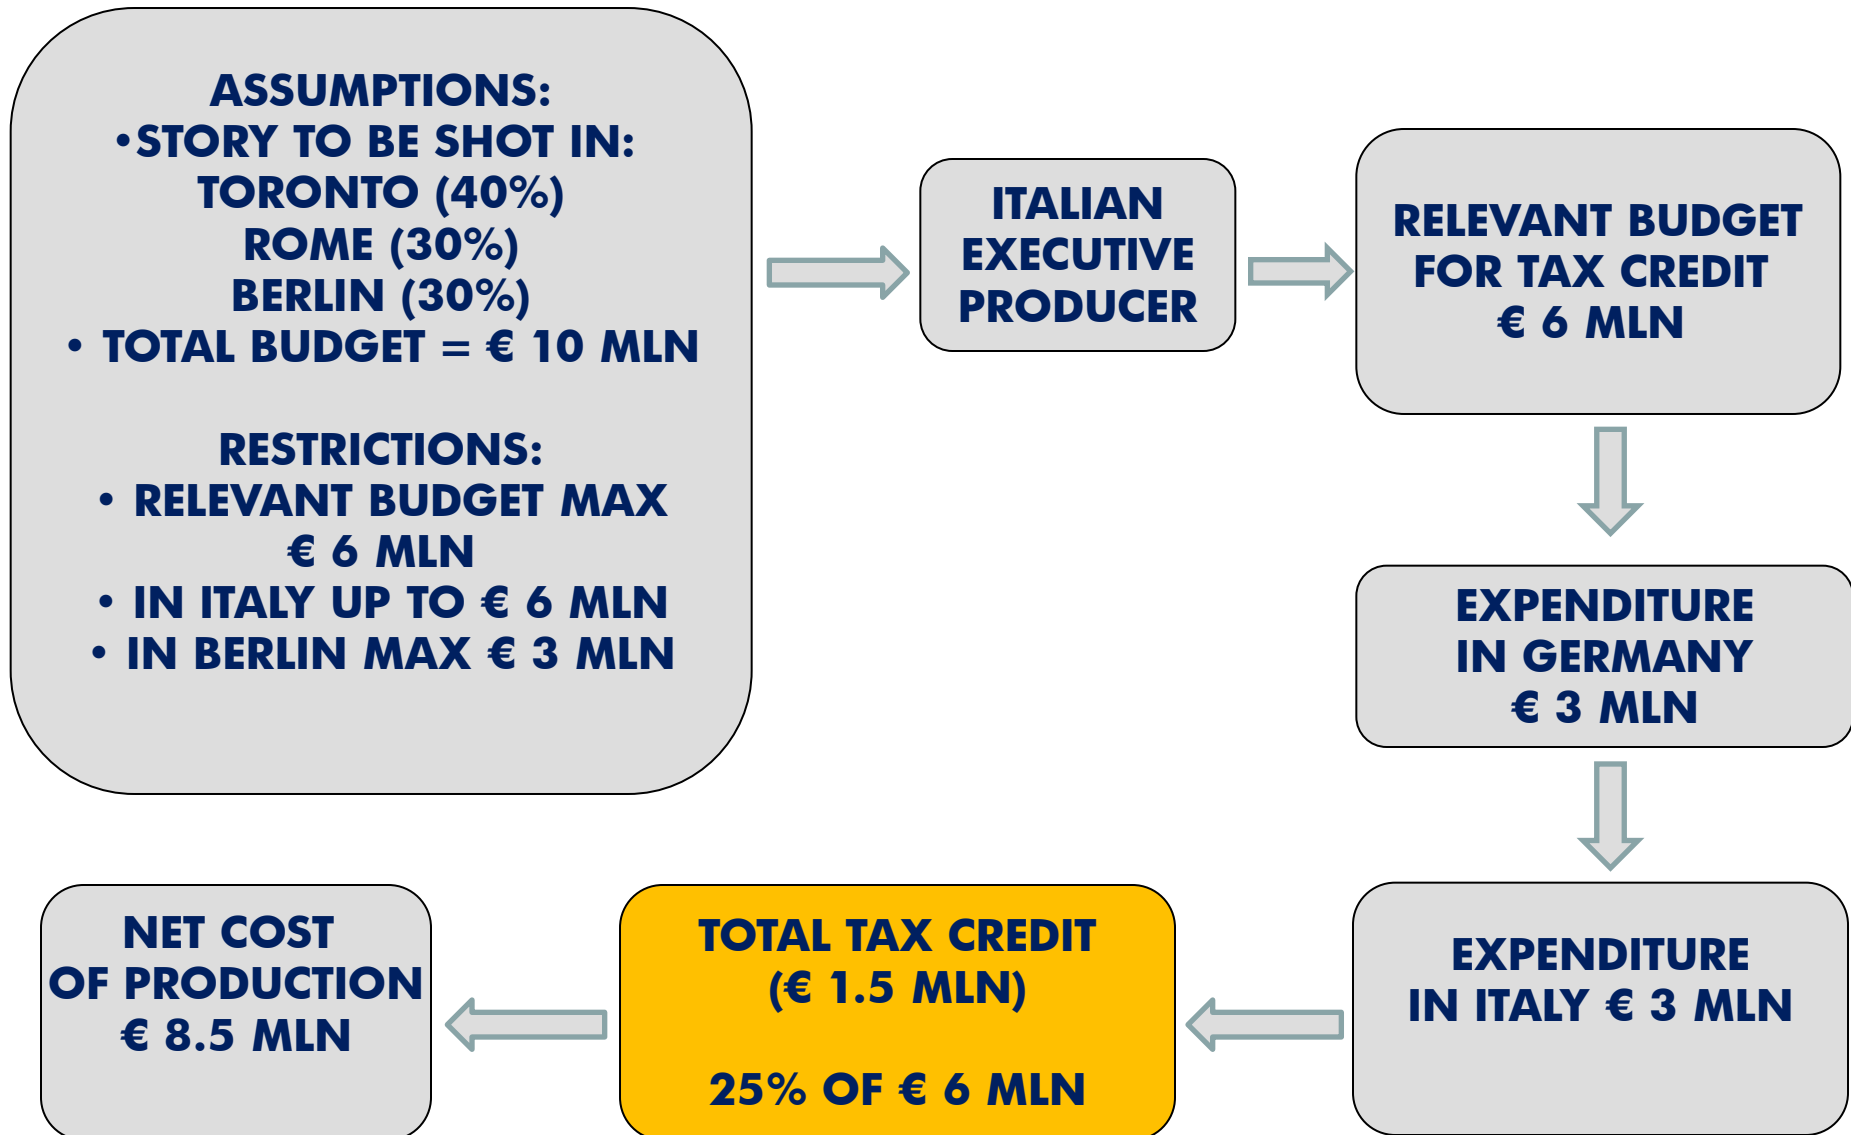 ASSUMPTIONS:
•STORY TO BE SHOT IN:
TORONTO (40%)
ROME (30%)
BERLIN (30%)
• TOTAL BUDGET = € 10 MLN
RESTRICTIONS:
• RELEVANT BUDGET MAX
€ 6 MLN
• IN ITALY UP TO € 6 MLN
• IN BERLIN MAX € 3 MLN
ITALIAN
EXECUTIVE
PRODUCER
RELEVANT BUDGET
FOR TAX CREDIT
€ 6 MLN
EXPENDITURE
IN GERMANY
€ 3 MLN
EXPENDITURE
IN ITALY € 3 MLN
TOTAL TAX CREDIT
(€ 1.5 MLN)
25% OF € 6 MLN
NET COST
OF PRODUCTION
€ 8.5 MLN